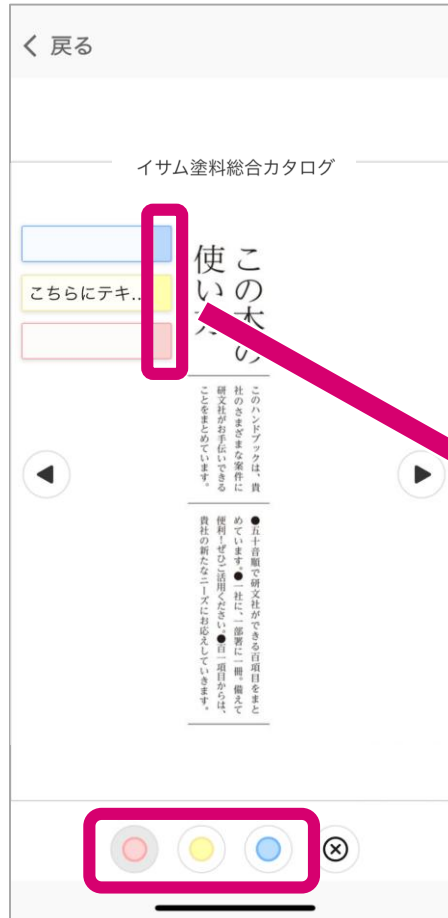 戻る
イサム塗料総合カタログ
こちらにテキ...
この本の
使い方
このハンドブックは、貴
社のさまざまな案件に
研文社がお手伝いできる
ことをまとめています。
●五十音順で研文社ができる百項目をまと
めています。●一社に、一部署に一冊。備えて
便利！ぜひご活用ください。●百一項目からは、
貴社の新たなニーズにお応えしていきます。